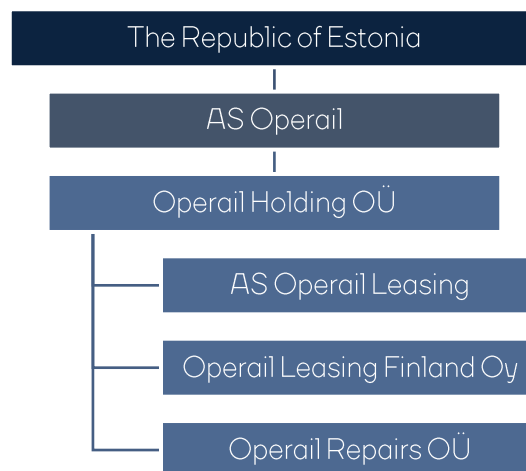 The Republic of Estonia
AS Operail
Operail Holding OÜ
AS Operail Leasing
Operail Leasing Finland Oy
Operail Repairs OÜ